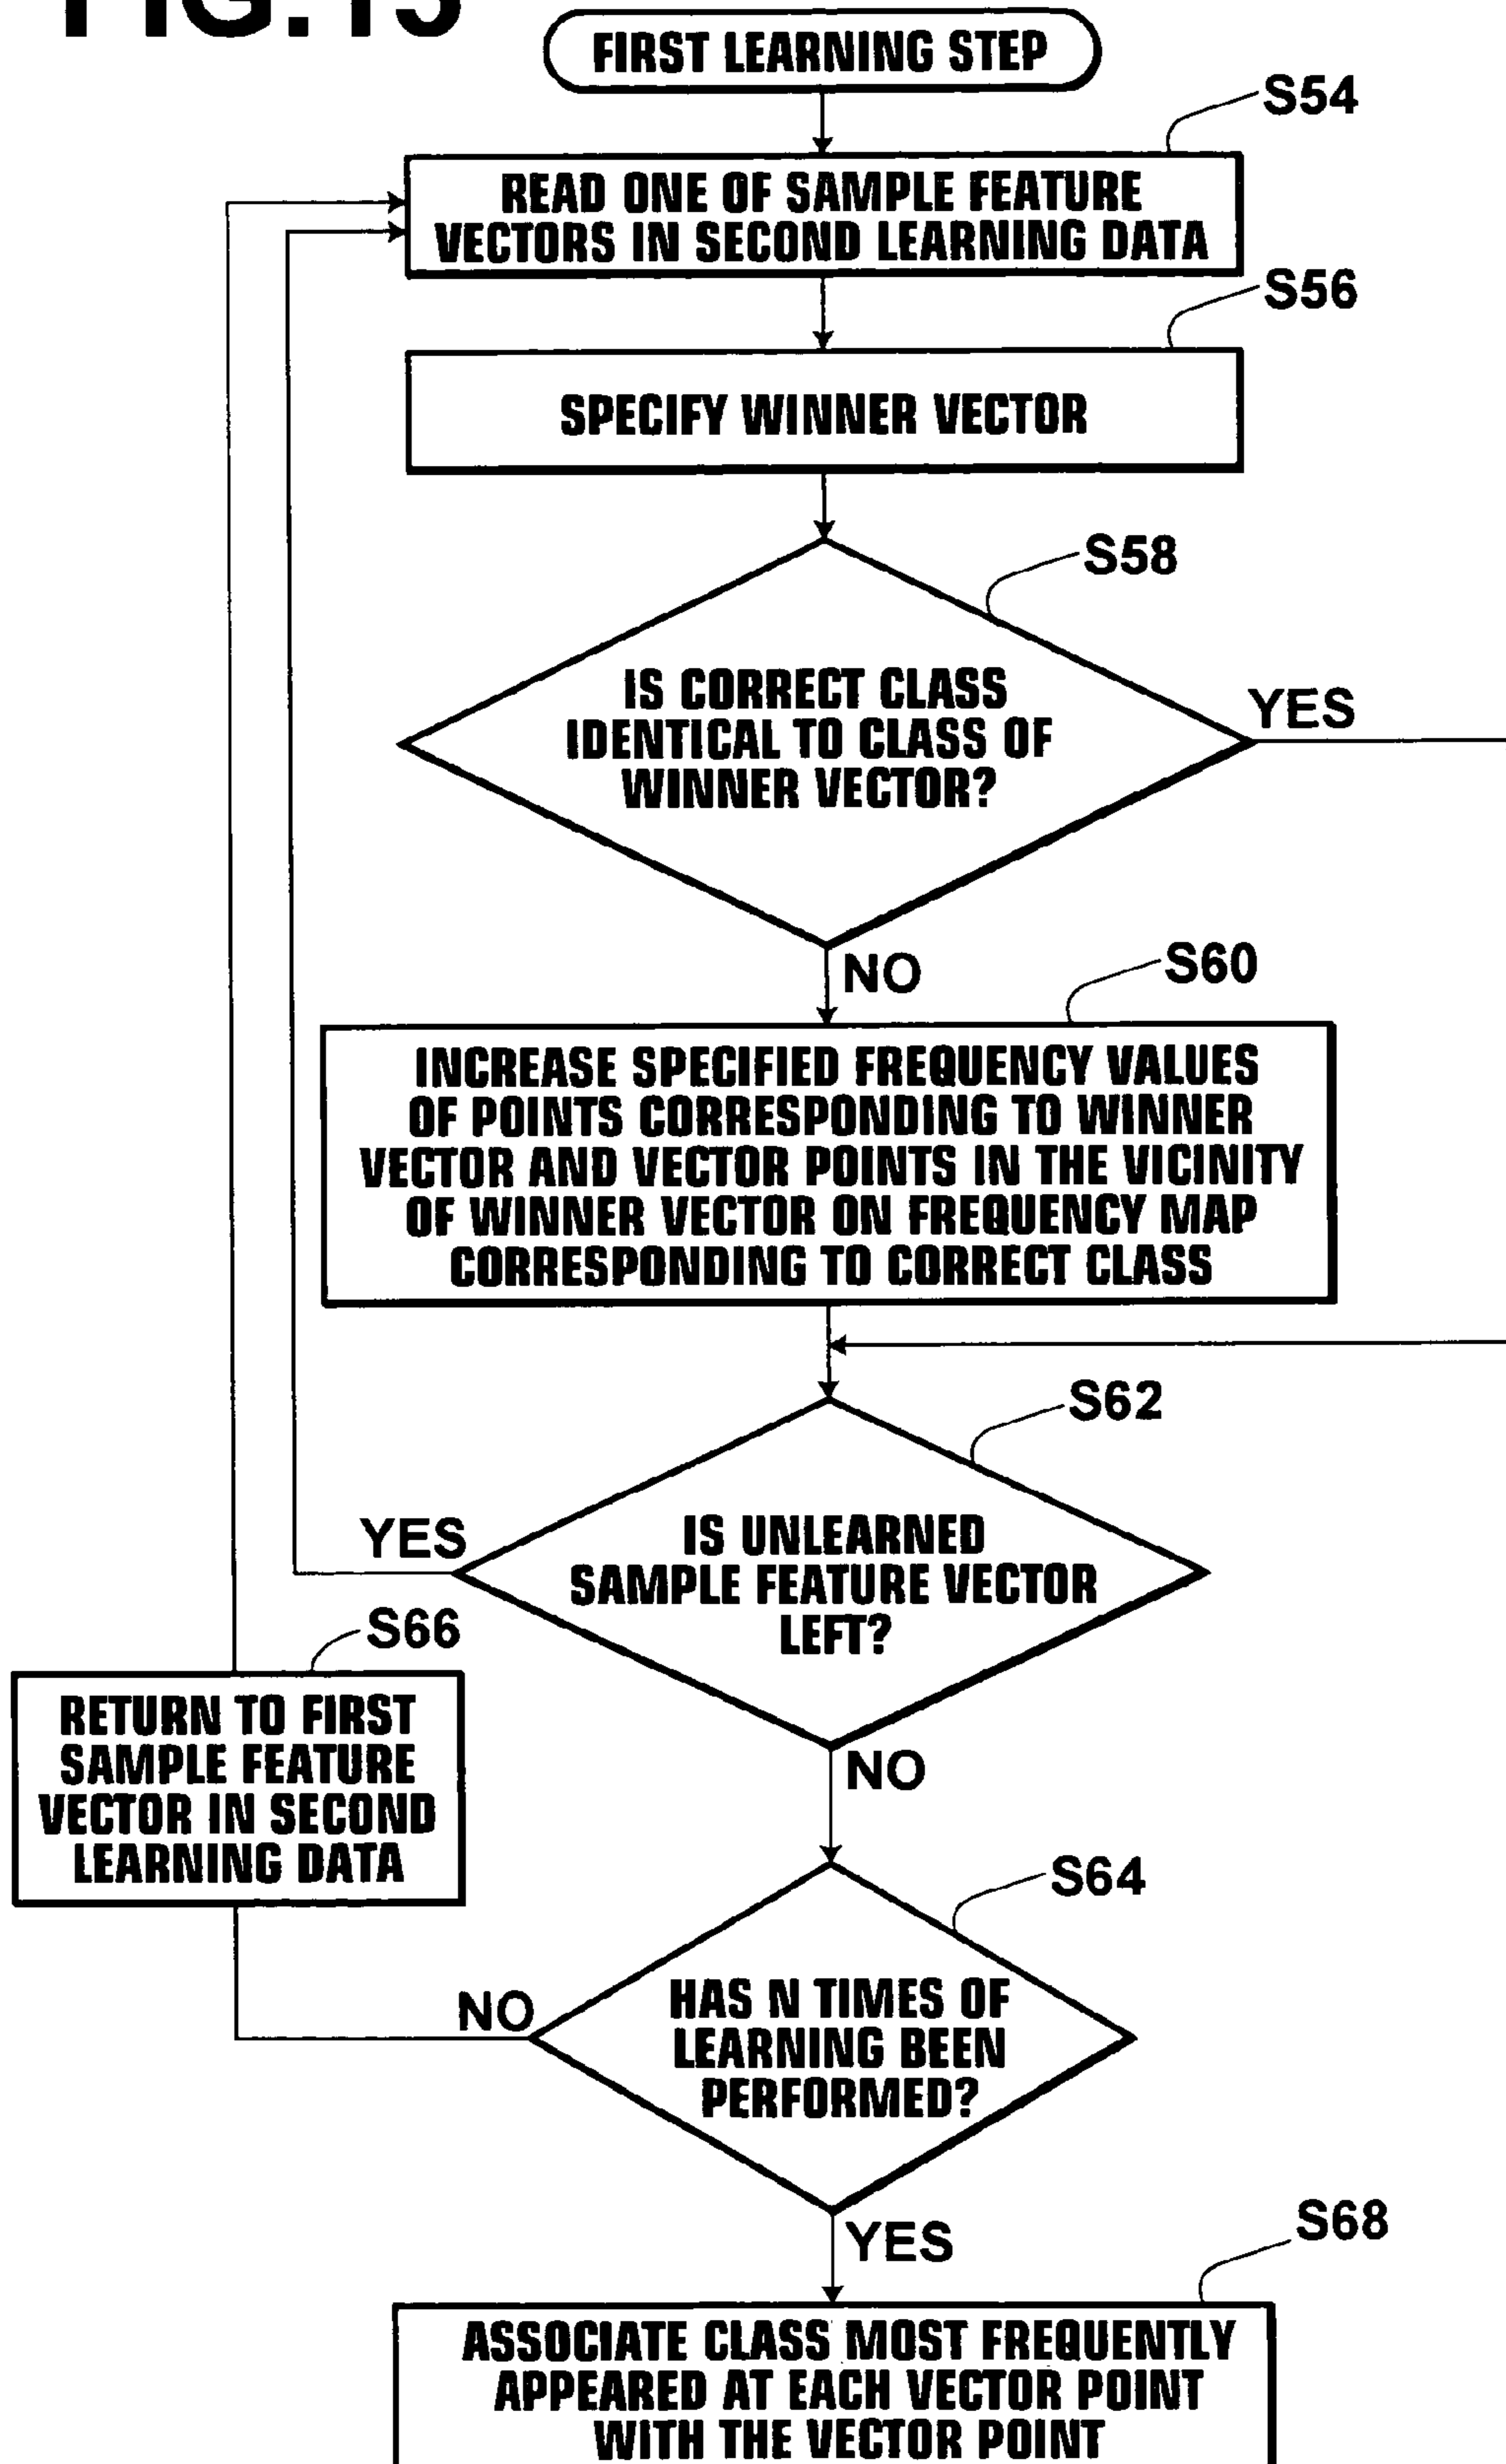 FIG.15
FIRST LEARNING STEP
S54
READ ONE OF SAMPLE FEATURE
VECTORS IN SECOND LEARNING DATA
S56
SPECIFY WINNER VECTOR
S58
IS CORRECT CLASS
IDENTICAL TO CLASS OF
WINNER VECTOR?
YES
NO
S60
INCREASE SPECIFIED FREQUENCY VALUES
OF POINTS CORRESPONDING TO WINNER
VECTOR AND VECTOR POINTS IN THE VICINITY
OF WINNER VECTOR ON FREQUENCY MAP
CORRESPONDING TO CORRECT CLASS
S62
IS UNLEARNED
SAMPLE FEATURE VECTOR
LEFT?
YES
NO
S66
RETURN TO FIRST
SAMPLE FEATURE
VECTOR IN SECOND
LEARNING DATA
S64
HAS N TIMES OF
LEARNING BEEN
PERFORMED?
NO
YES
S68
ASSOCIATE CLASS MOST FREQUENTLY
APPEARED AT EACH VECTOR POINT
WITH THE VECTOR POINT